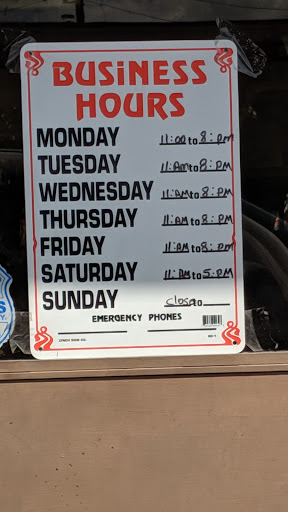 BUSINESS
HOURS
MONDAY 11:00 to 8: PM
TUESDAY 11: AM to 8: PM
WEDNESDAY 11: AM to 8: PM
THURSDAY 11: AM to 8: PM
FRIDAY 11: AM to 8: PM
SATURDAY 11: AM to 5: PM
SUNDAY Close to
EMERGENCY PHONES